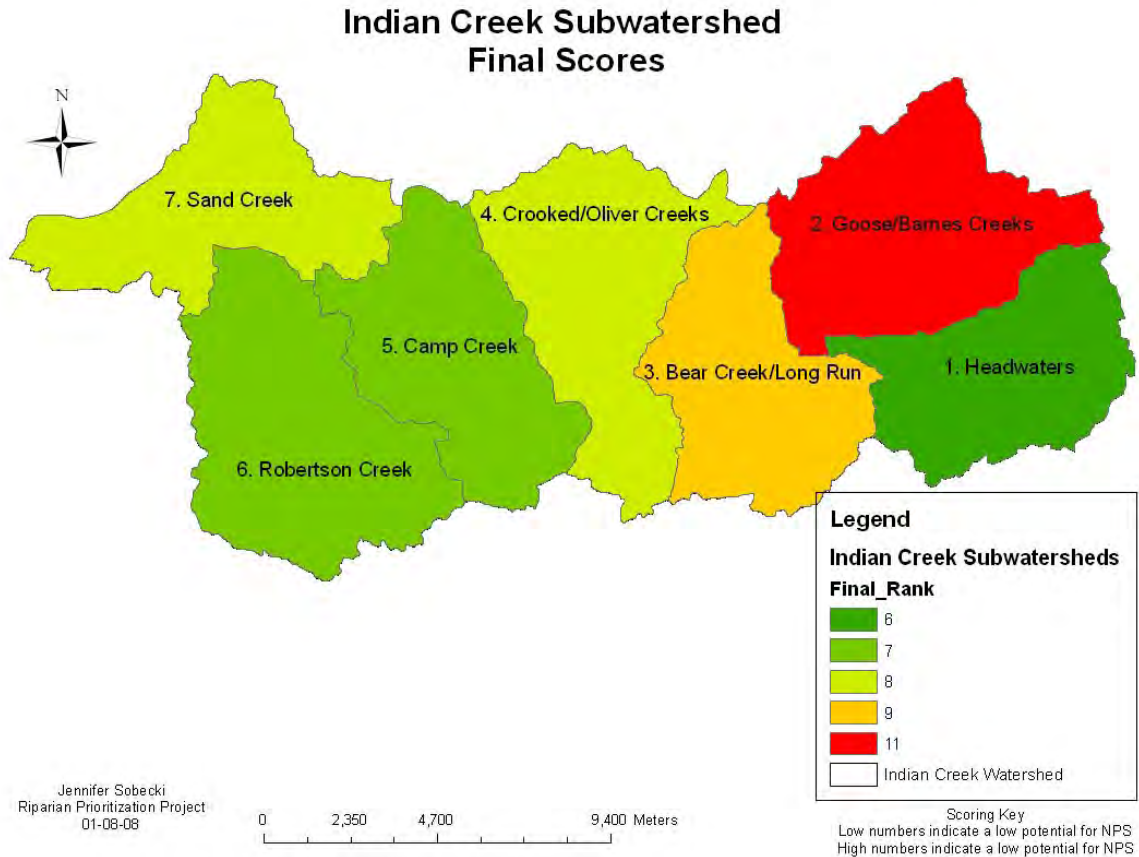 Indian Creek Subwatershed
Final Scores
N
7. Sand Creek
4. Crooked/Oliver Creeks
2. Goose/Barnes Creeks
5. Camp Creek
3. Bear Creek/Long Run
1. Headwaters
6. Robertson Creek
Legend
Indian Creek Subwatersheds
Final_Rank
6
7
8
9
11
Indian Creek Watershed
Jennifer Sobecki
Riparian Prioritization Project
01-08-08
0 2,350 4,700 9,400 Meters
Scoring Key
Low numbers indicate a low potential for NPS
High numbers indicate a low potential for NPS